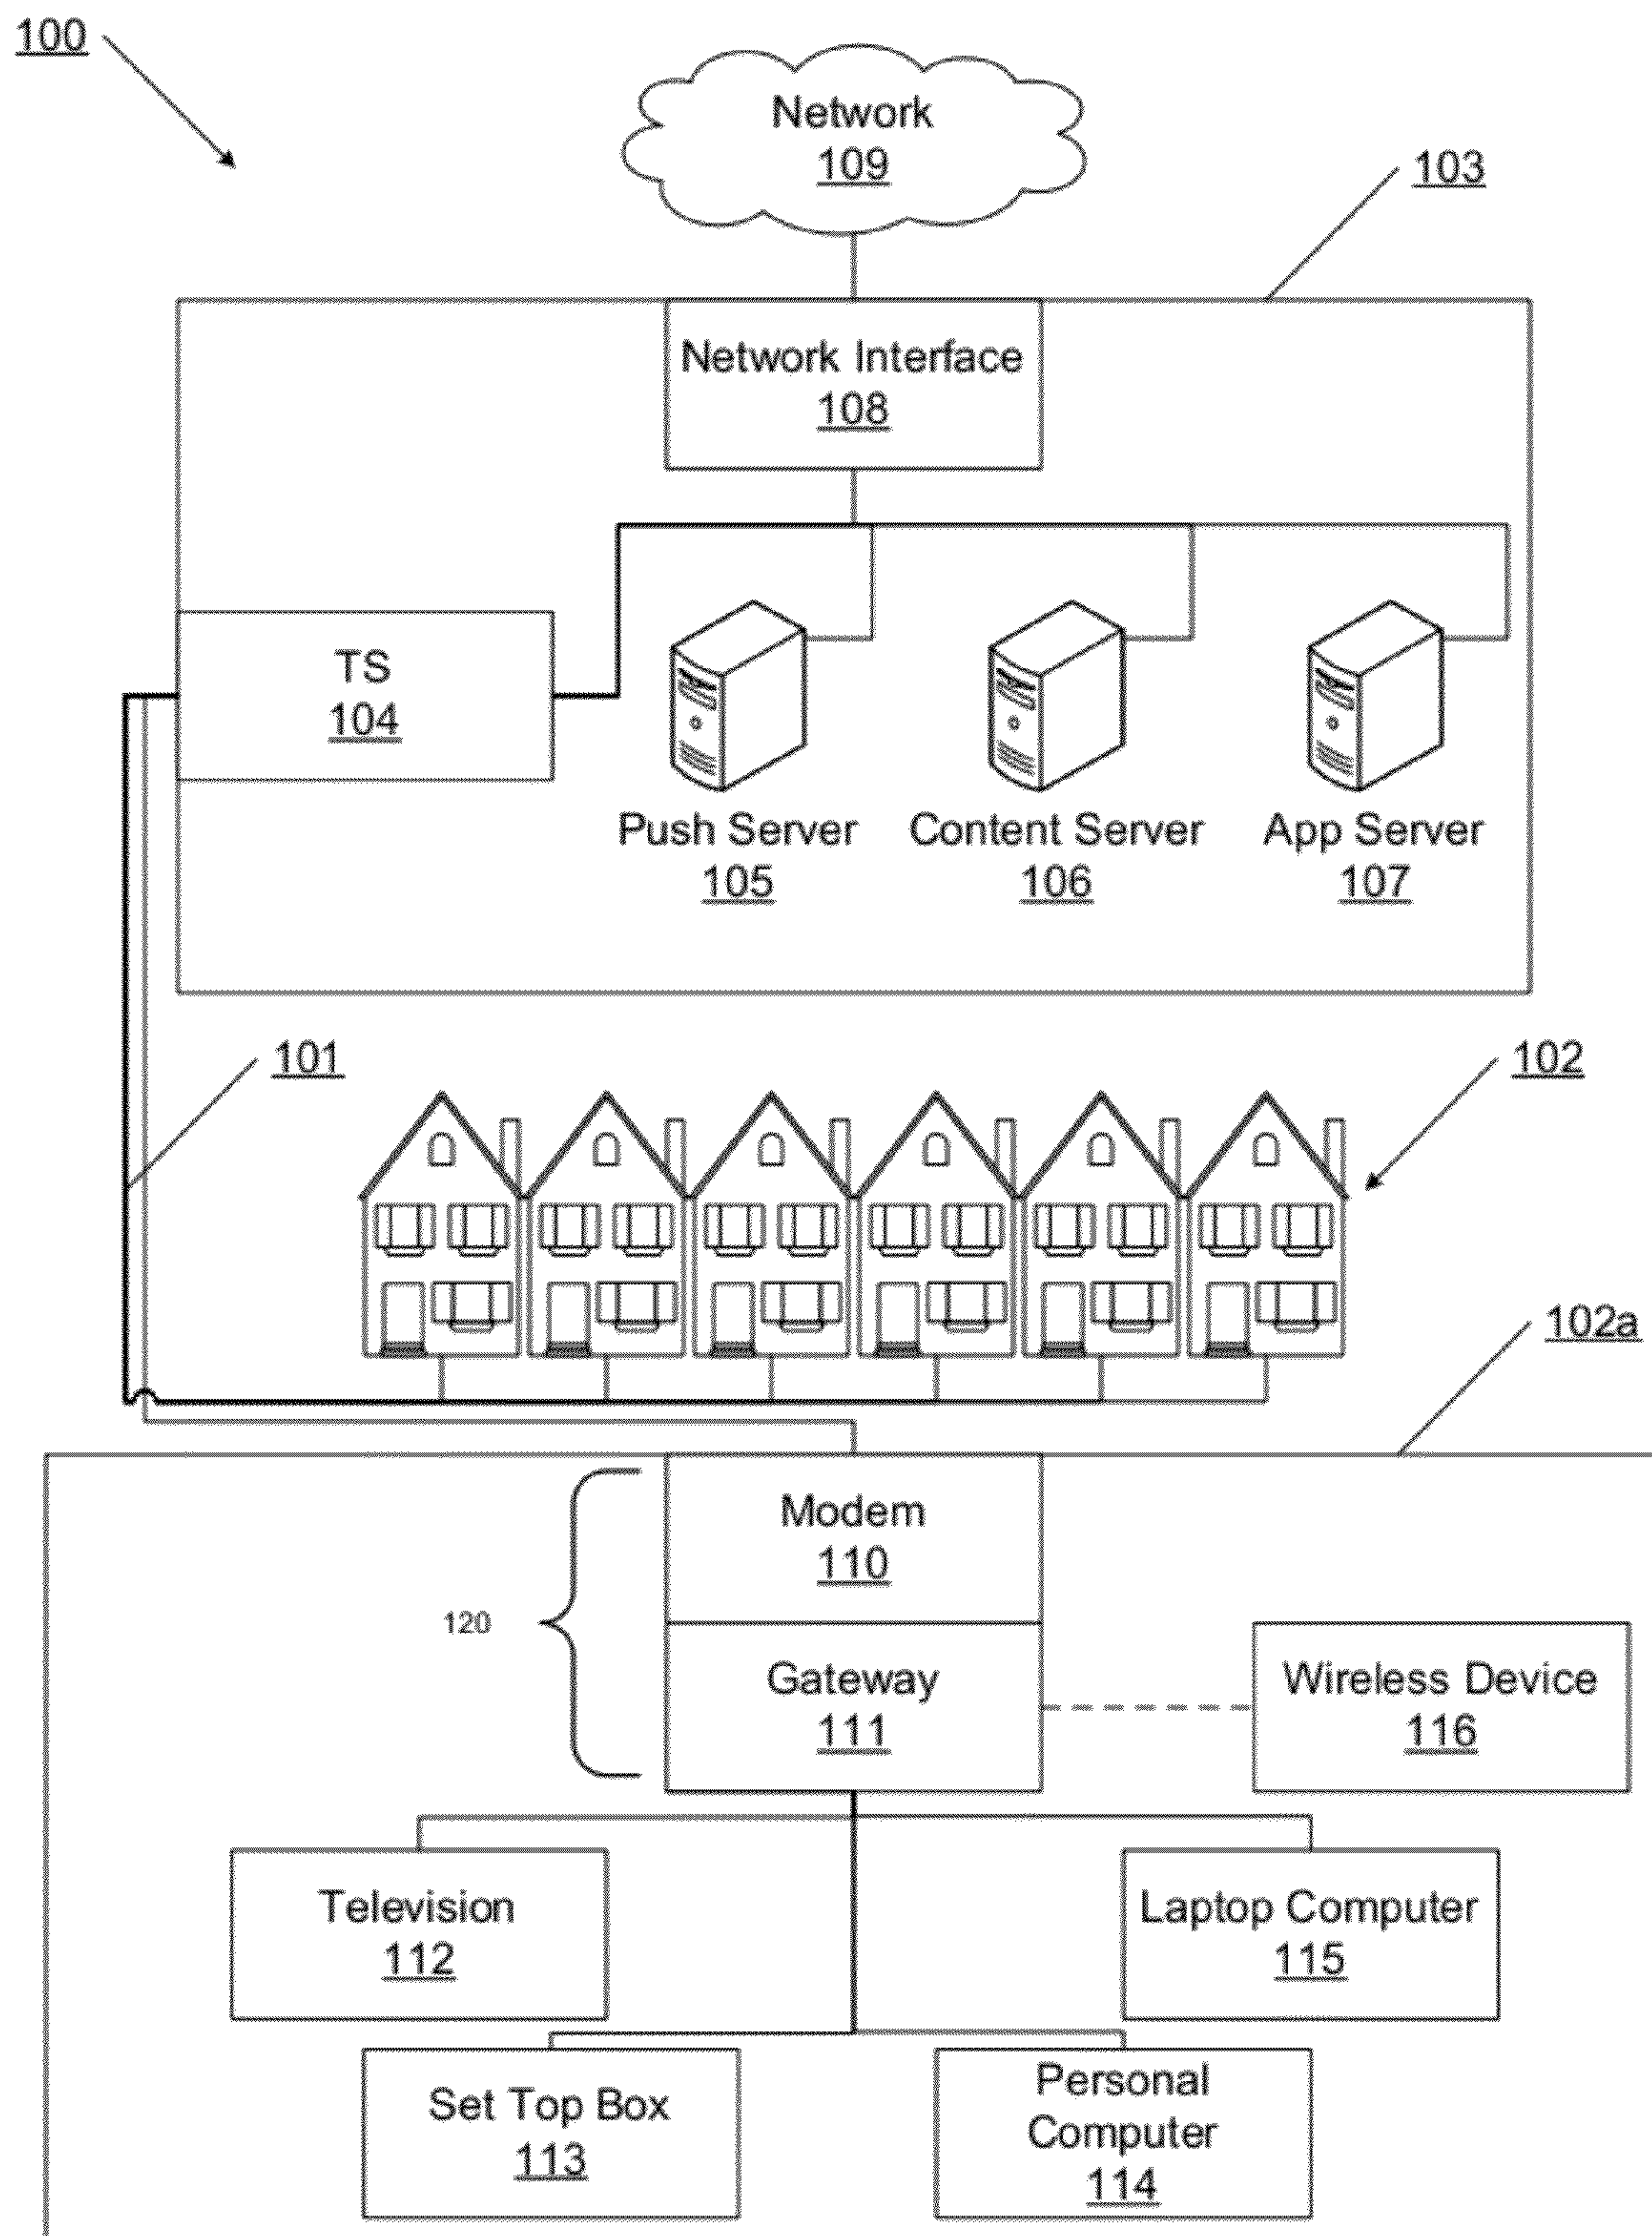 100
Network
109
103
Network Interface
108
TS
104
Push Server
105
Content Server
106
App Server
107
101
102
102a
Modem
110
120
Gateway
111
Wireless Device
116
Television
112
Laptop Computer
115
Set Top Box
113
Personal
Computer
114